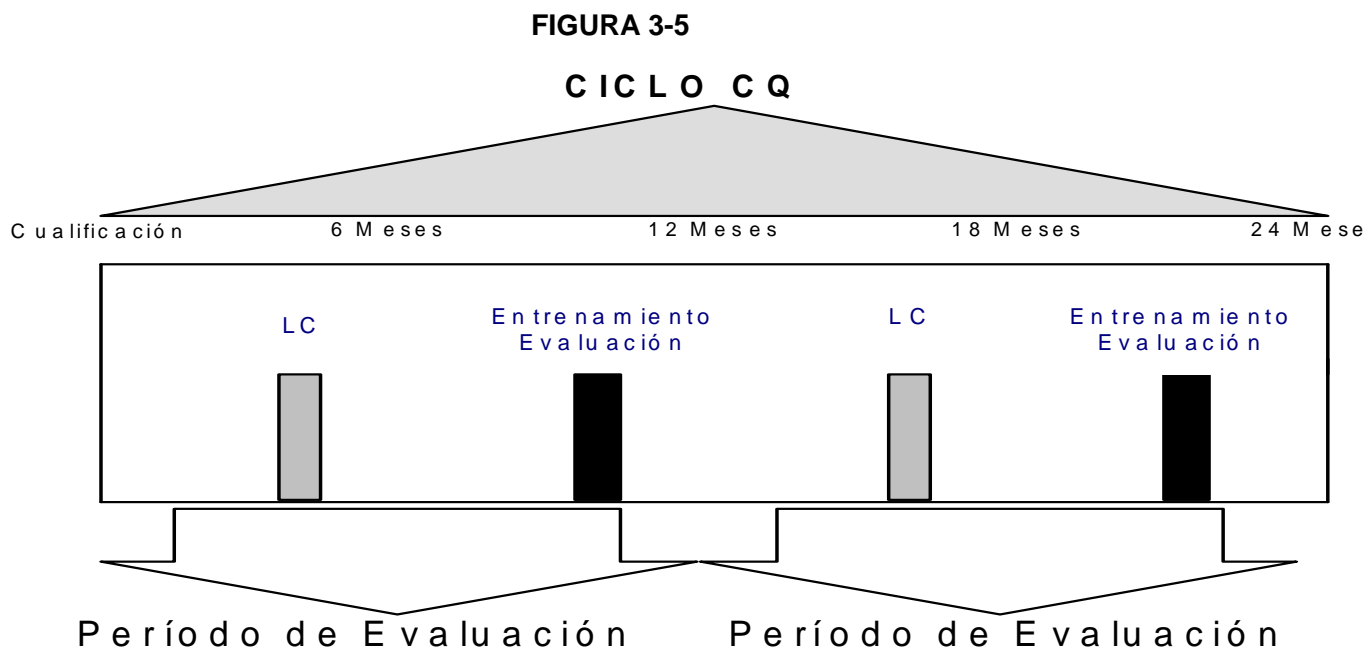 FIGURA 3-5
CICLO CQ
Cualificación 6 Meses 12 Meses 18 Meses 24 Mese
LC Entrenamiento LC Entrenamiento
Evaluación Evaluación
Período de Evaluación Período de Evaluación